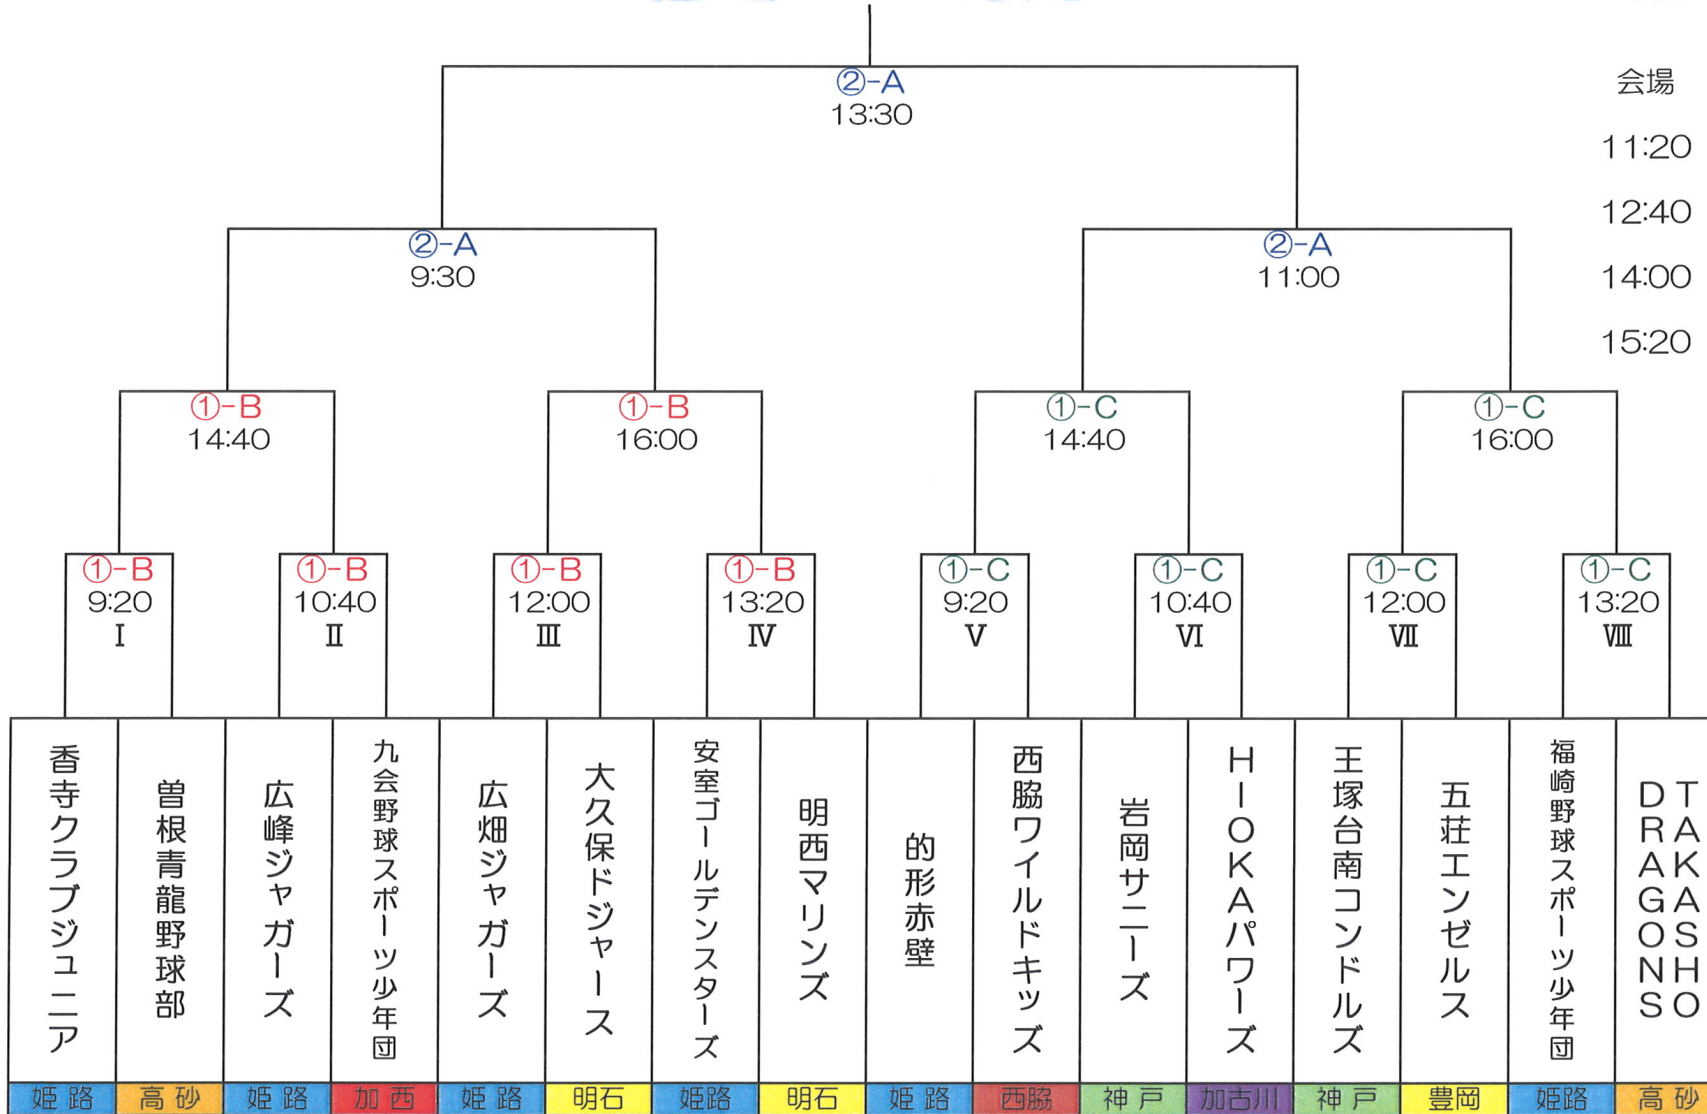 ②-A
13:30
会場
11:20
12:40
14:00
15:20
②-A
9:30
②-A
11:00
①-B
14:40
①-B
16:00
①-C
14:40
①-C
16:00
①-B
9:20
Ⅰ
①-B
10:40
Ⅱ
①-B
12:00
Ⅲ
①-B
13:20
Ⅳ
①-C
9:20
Ⅴ
①-C
10:40
Ⅵ
①-C
12:00
Ⅶ
①-C
13:20
Ⅷ
香寺クラブジュニア
曽根青龍野球部
広峰ジャガーズ
九会野球スポーツ少年団
広畑ジャガーズ
大久保ドジャース
安室ゴールデンスターズ
明西マリンズ
的形赤壁
西脇ワイルドキッズ
岩岡サニーズ
HIOKAパワーズ
王塚台南コンドルズ
五荘エンゼルス
福崎野球スポーツ少年団
TAKASHO
DRAGONS
姫路
高砂
姫路
加西
姫路
明石
姫路
明石
姫路
西脇
神戸
加古川
神戸
豊岡
姫路
高砂